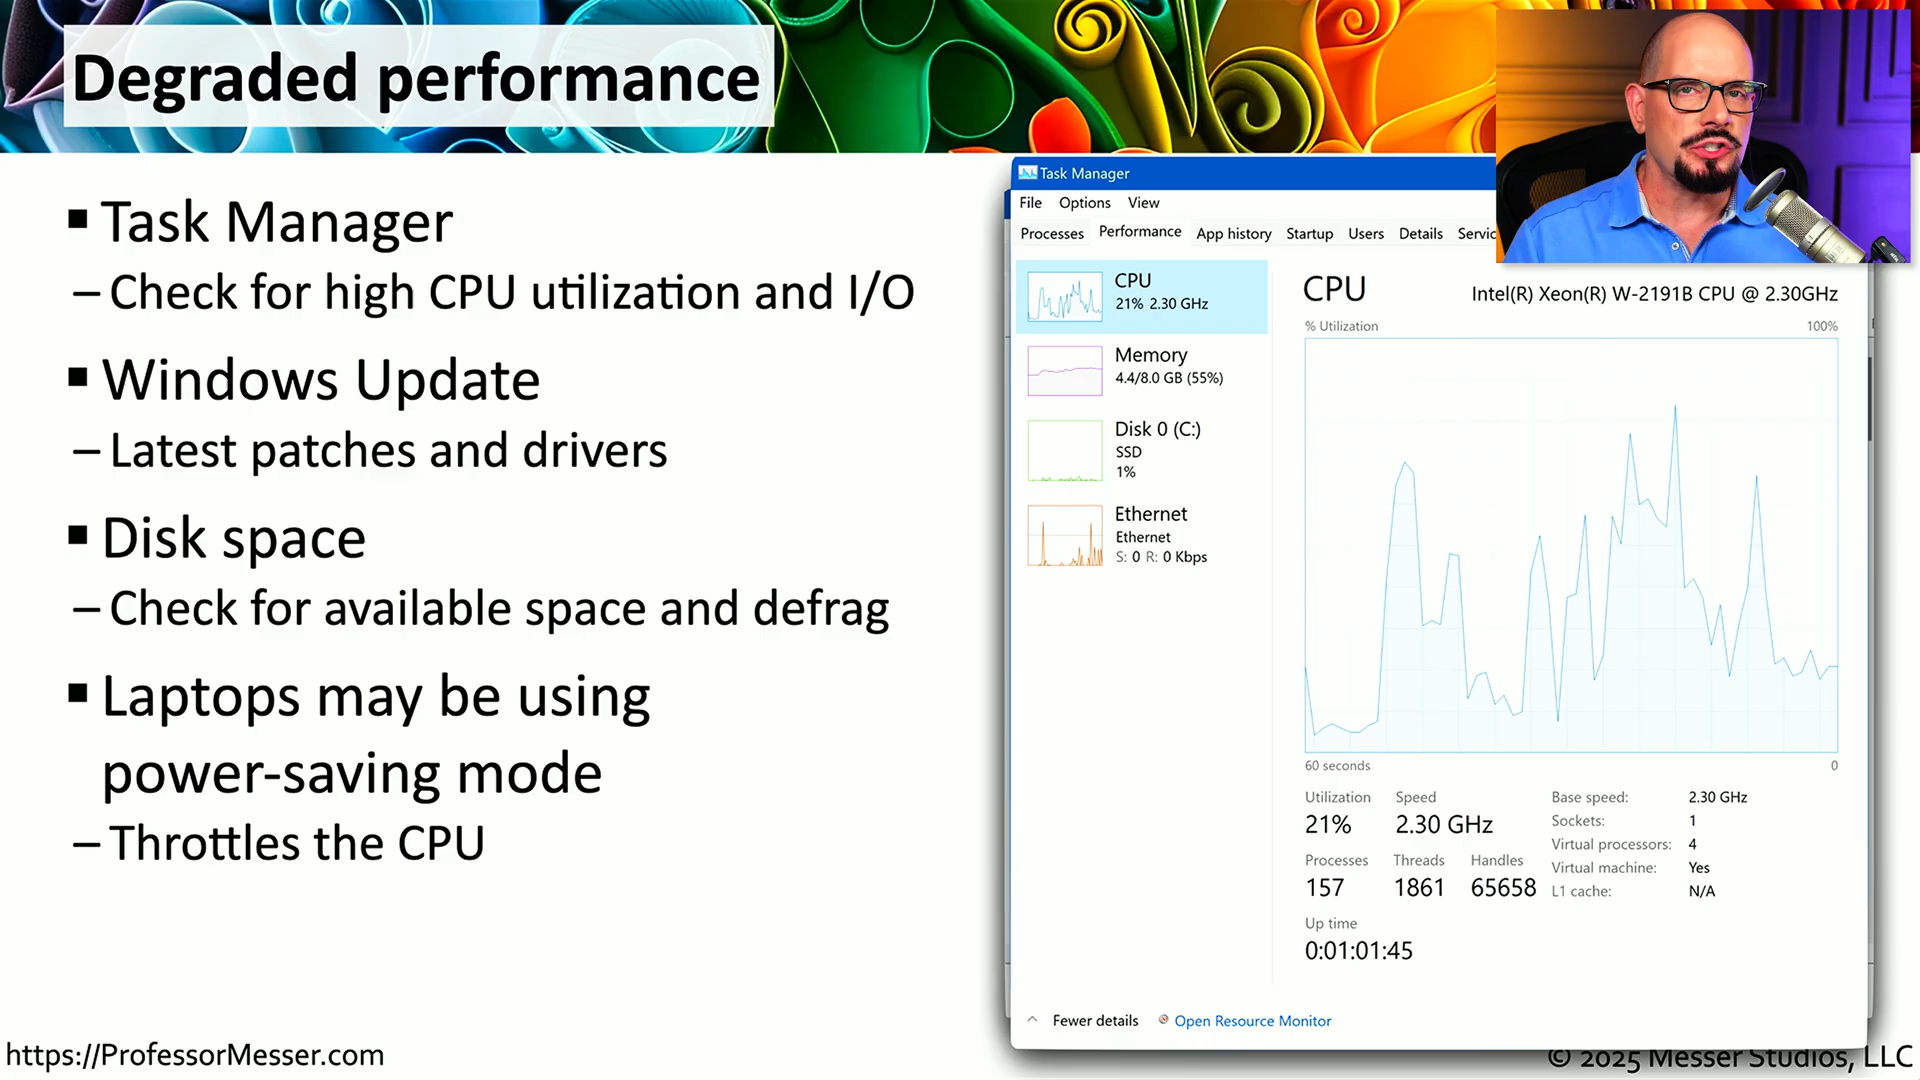 Degraded performance
▪ Task Manager
– Check for high CPU utilization and I/O
▪ Windows Update
– Latest patches and drivers
▪ Disk space
– Check for available space and defrag
▪ Laptops may be using
power-saving mode
– Throttles the CPU
https://ProfessorMesser.com
Task Manager
File Options View
Processes Performance App history Startup Users Details Servic
CPU
21% 2.30 GHz
Memory
4.4/8.0 GB (55%)
Disk 0 (C:)
SSD
1%
Ethernet
Ethernet
S: 0 R: 0 Kbps
CPU Intel(R) Xeon(R) W-2191B CPU @ 2.30GHz
% Utilization 100%
60 seconds 0
Utilization Speed
21% 2.30 GHz
Processes Threads Handles
157 1861 65658
Up time
0:01:01:45
Base speed: 2.30 GHz
Sockets: 1
Virtual processors: 4
Virtual machine: Yes
L1 cache: N/A
Fewer details Open Resource Monitor
© 2025 Messer Studios, LLC